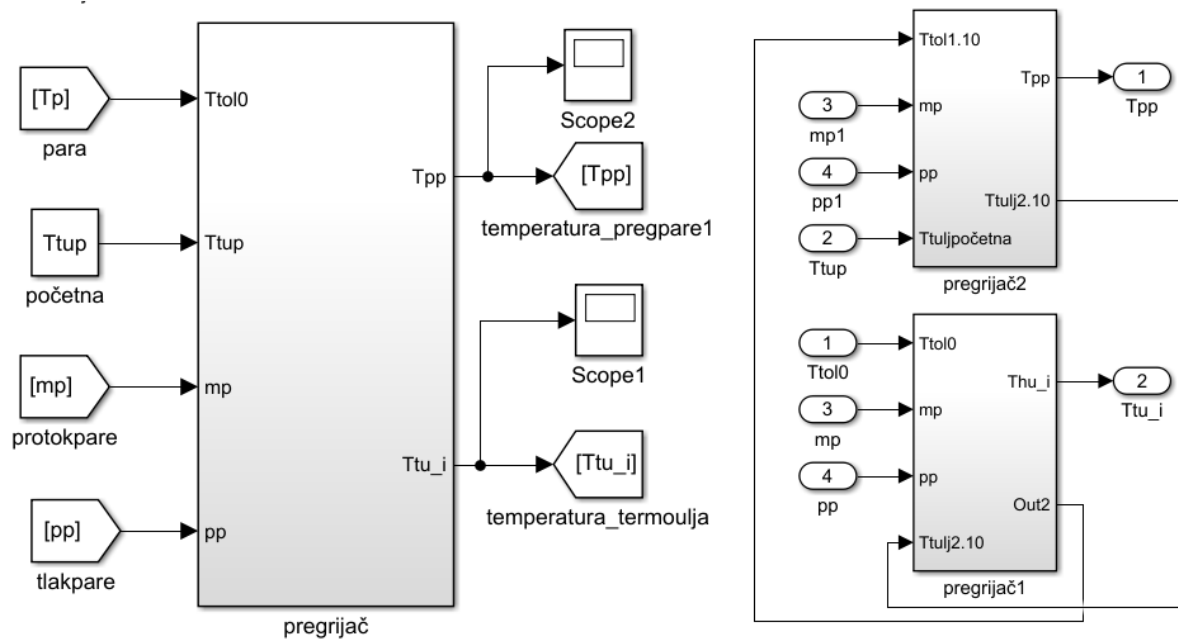 [Tp]
para
Ttup
početna
[mp]
protokpare
[pp]
tlakpare
Ttol0
Ttup
mp
pp
Tpp
Ttu_i
pregrijač
Scope2
[Tpp]
temperatura_pregpare1
Scope1
[Ttu_i]
temperatura_termoulja
3
mp1
4
pp1
2
Ttup
Ttol1.10
mp
pp
Ttuljpočetna
Tpp
Ttulj2.10
pregrijač2
1
Tpp
1
Ttol0
3
mp
4
pp
Ttol0
mp
pp
Ttulj2.10
Thu_i
Out2
pregrijač1
2
Ttu_i